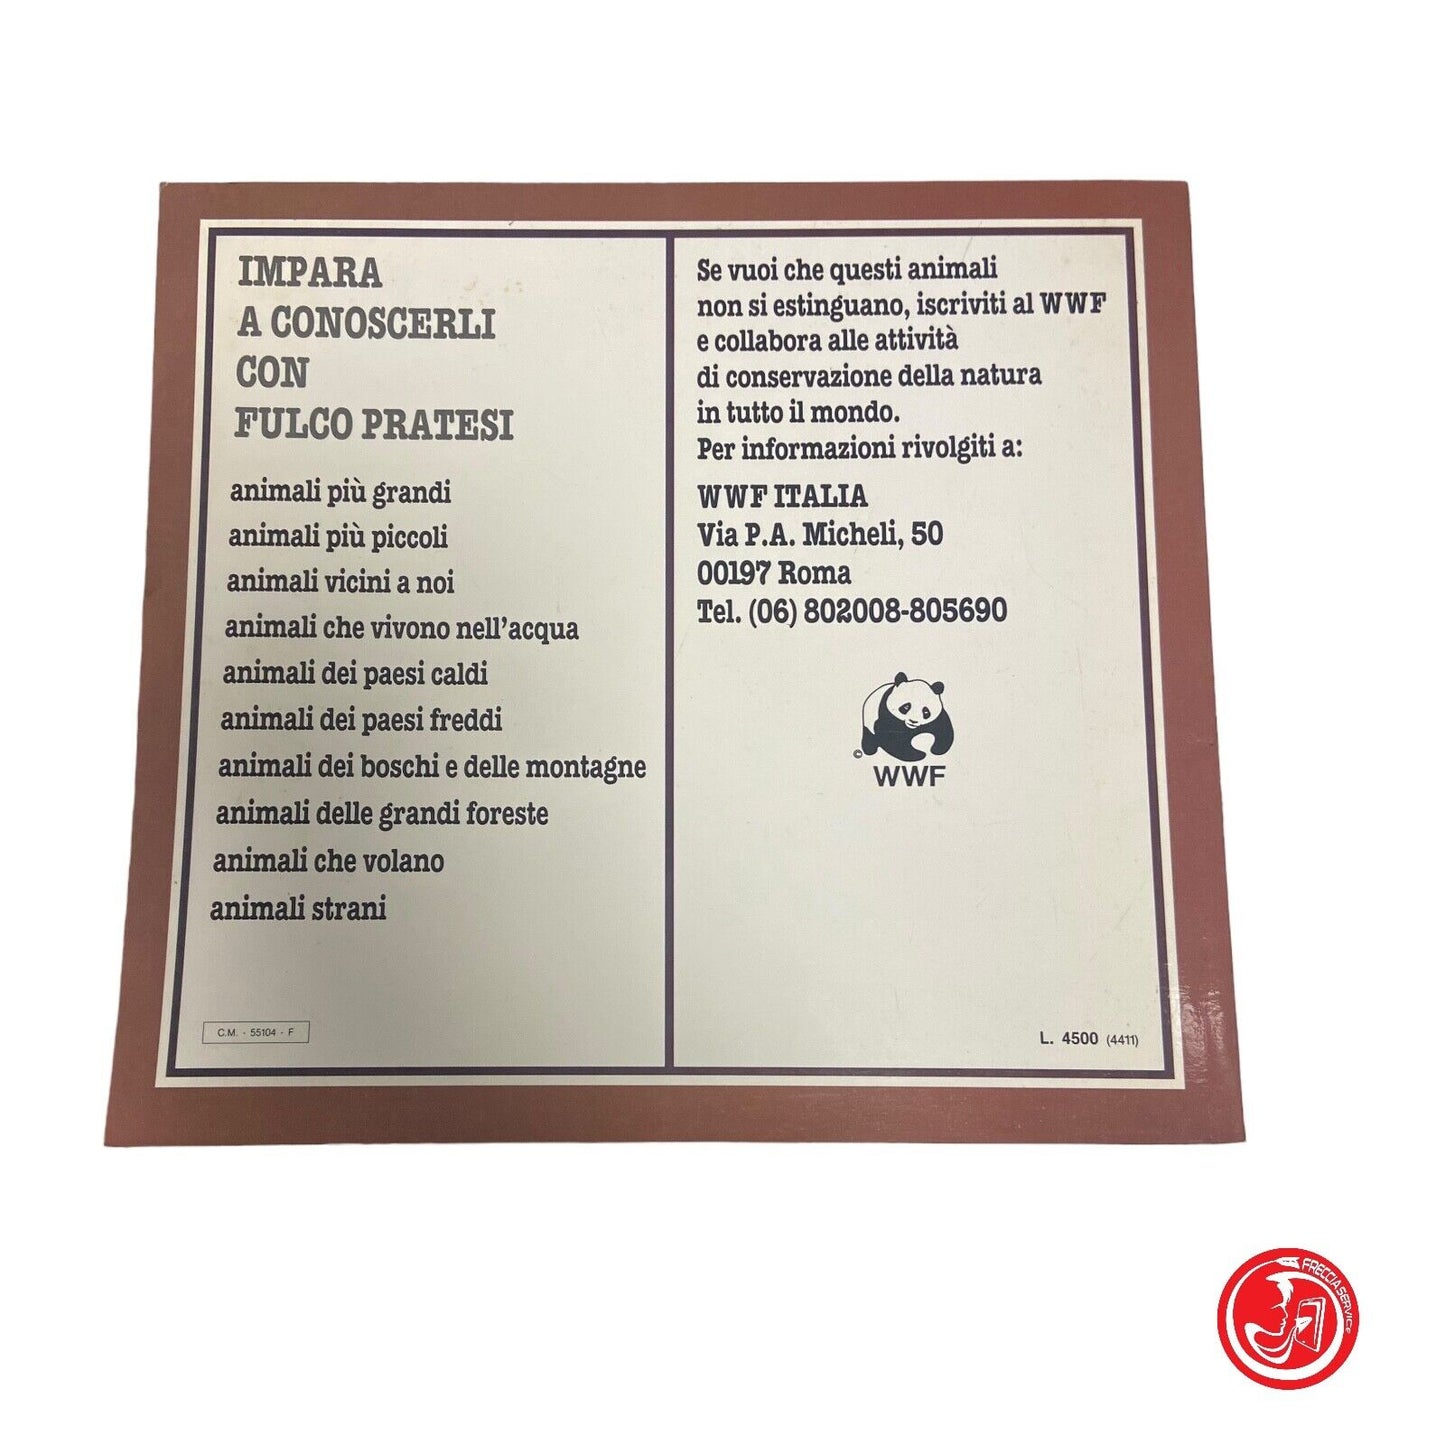 IMPARA
A CONOSCERLI
CON
FULCO PRATESI
animali più grandi
animali più piccoli
animali vicini a noi
animali che vivono nell'acqua
animali dei paesi caldi
animali dei paesi freddi
animali dei boschi e delle montagne
animali delle grandi foreste
animali che volano
animali strani
C.M. - 55104 - F
Se vuoi che questi animali
non si estinguano, iscriviti al WWF
e collabora alle attività
di conservazione della natura
in tutto il mondo.
Per informazioni rivolgiti a:
WWF ITALIA
Via P.A. Micheli, 50
00197 Roma
Tel. (06) 802008-805690
©
WWF
L. 4500 (4411)
FRECCIASERVICE